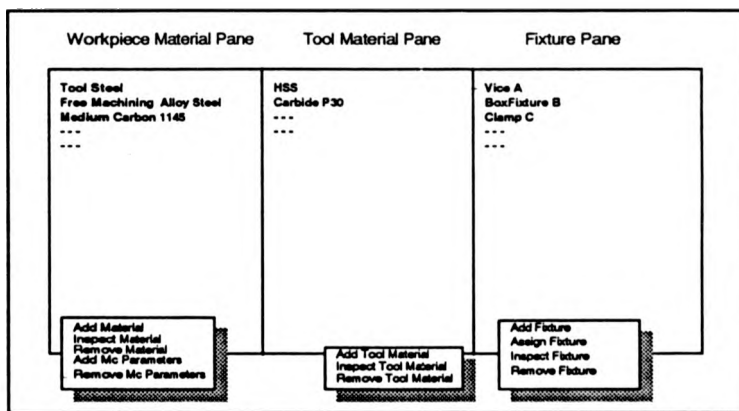 Workpiece Material Pane
Tool Material Pane
Fixture Pane
Tool Steel
Free Machining Alloy Steel
Medium Carbon 1145
---
---
HSS
Carbide P30
---
---
Vice A
BoxFixture B
Clamp C
---
---
Add Material
Inspect Material
Remove Material
Add Mc Parameters
Remove Mc Parameters
Add Tool Material
Inspect Tool Material
Remove Tool Material
Add Fixture
Assign Fixture
Inspect Fixture
Remove Fixture